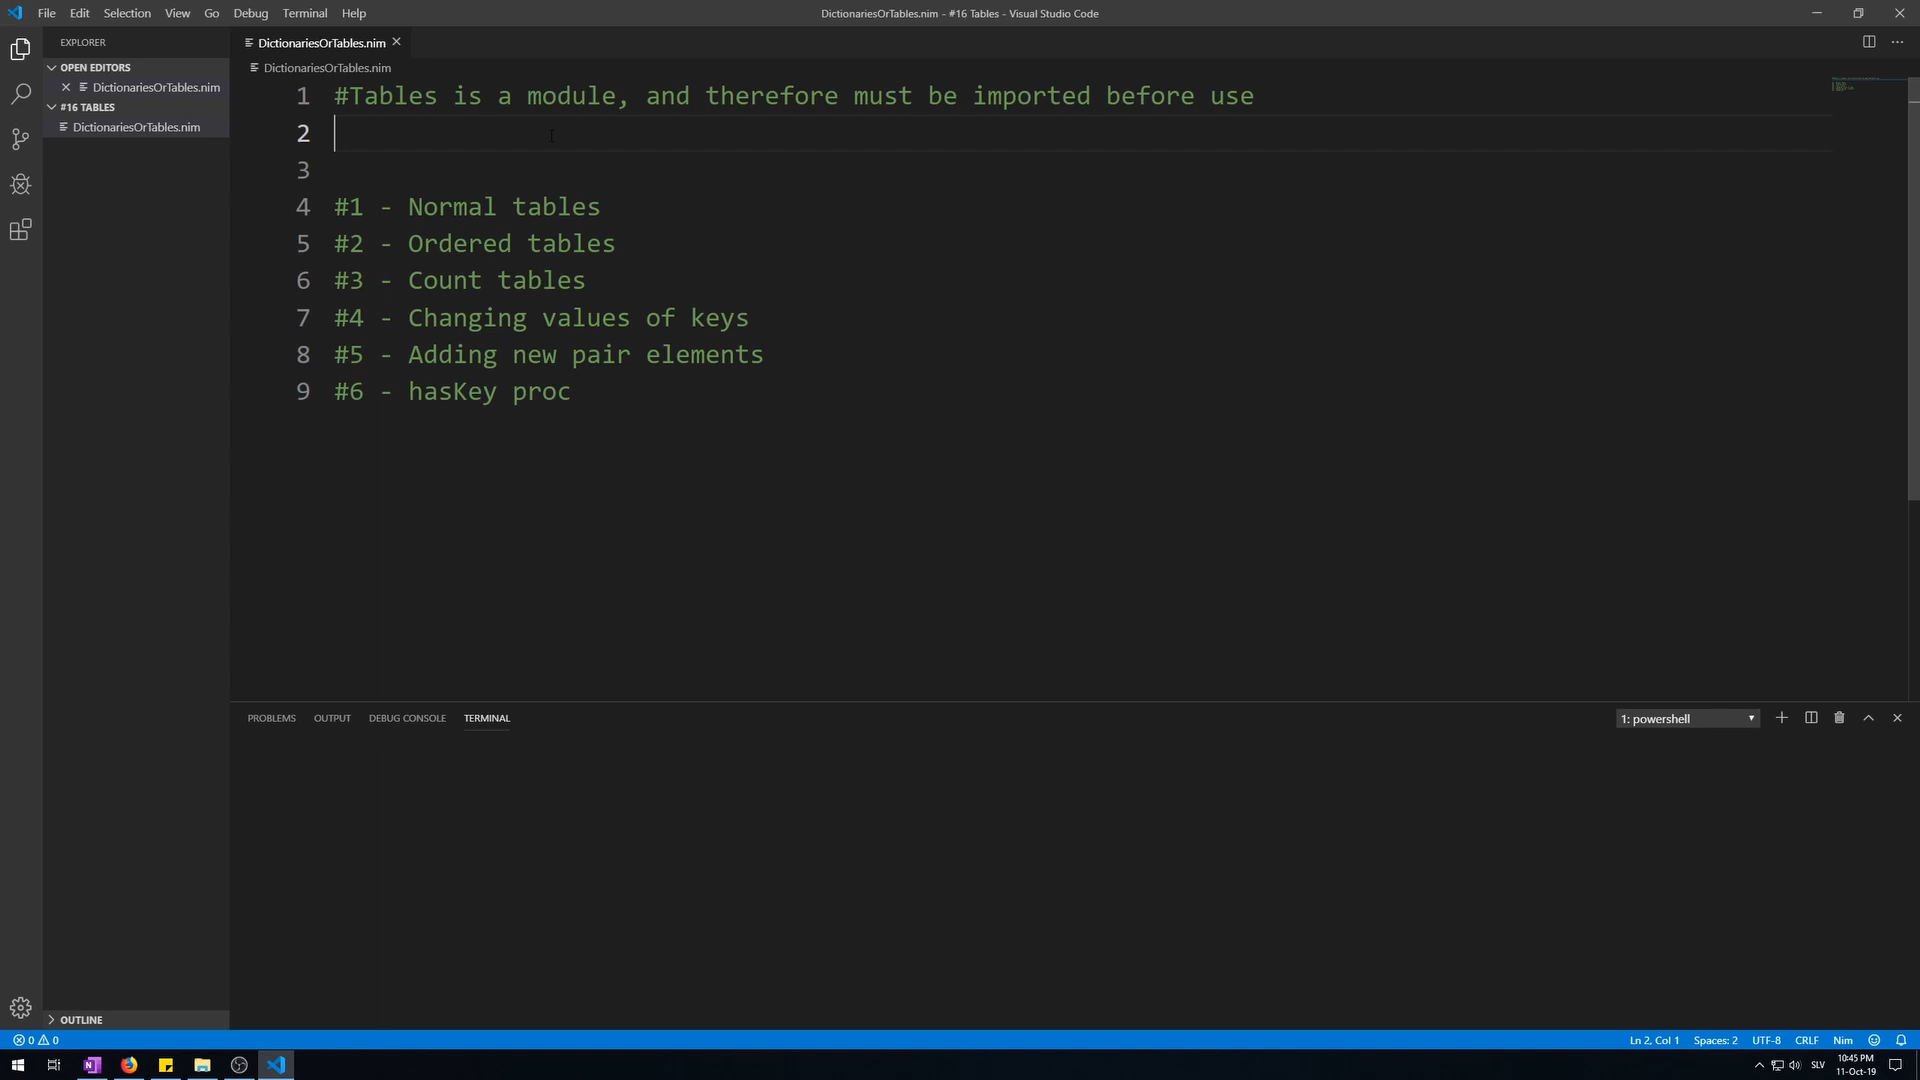 File Edit Selection View Go Debug Terminal Help
DictionariesOrTables.nim - #16 Tables - Visual Studio Code
EXPLORER
OPEN EDITORS
DictionariesOrTables.nim
#16 TABLES
DictionariesOrTables.nim
OUTLINE
DictionariesOrTables.nim
DictionariesOrTables.nim
1 #Tables is a module, and therefore must be imported before use
2
3
4 #1 - Normal tables
5 #2 - Ordered tables
6 #3 - Count tables
7 #4 - Changing values of keys
8 #5 - Adding new pair elements
9 #6 - hasKey proc
PROBLEMS OUTPUT DEBUG CONSOLE TERMINAL
1: powershell
0 0
Ln 2, Col 1 Spaces: 2 UTF-8 CRLF Nim
SLV
10:45 PM
11-Oct-19